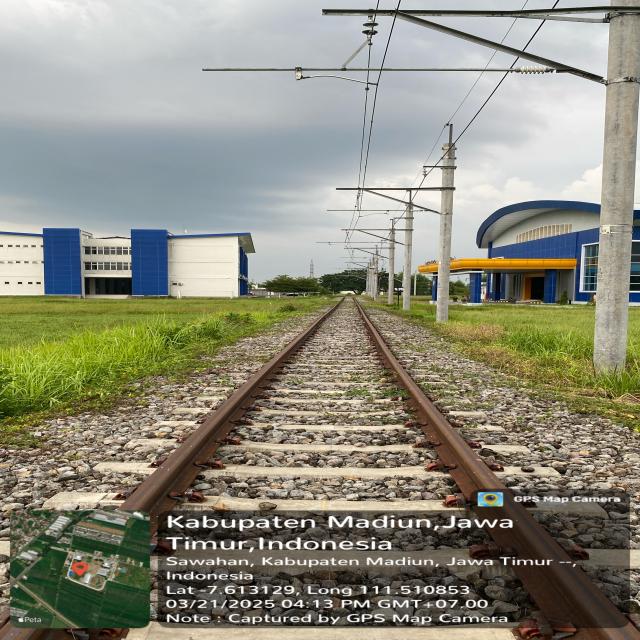 GPS Map Camera
Kabupaten Madiun,Jawa
Timur,Indonesia
Sawahan, Kabupaten Madiun, Jawa Timur --,
Indonesia
Lat -7.613129, Long 111.510853
03/21/2025 04:13 PM GMT+07.00
Note : Captured by GPS Map Camera
Peta